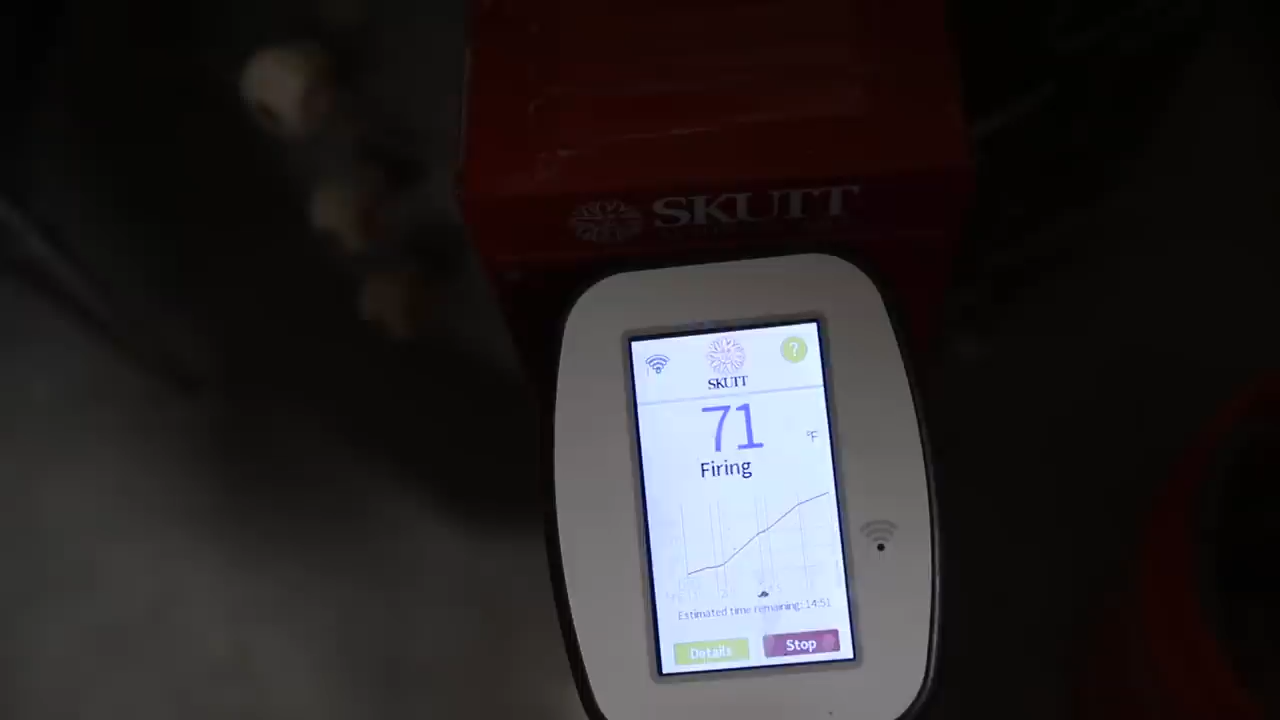 SKUTT
?
SKUTT
71
°F
Firing
Estimated time remaining: 14:51
Details
Stop